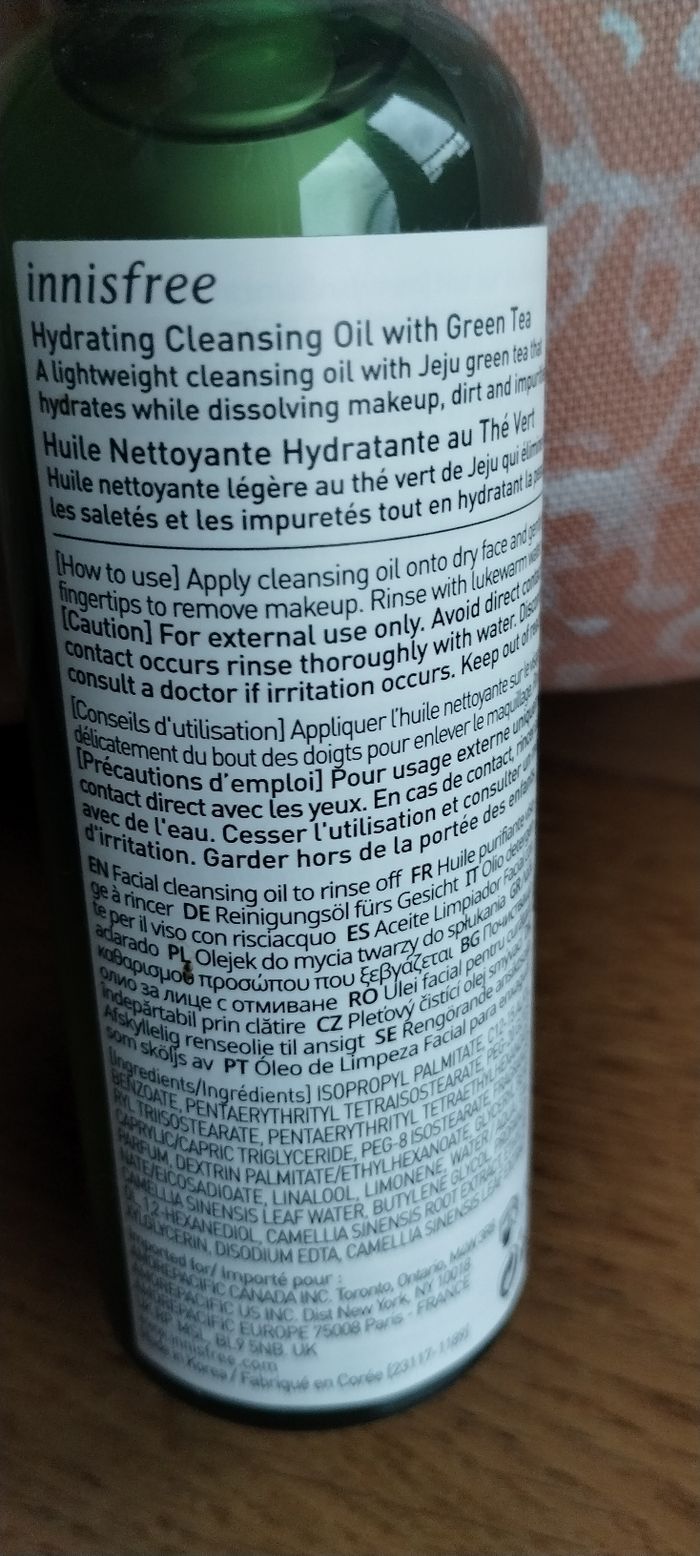 innisfree
Hydrating Cleansing Oil with Green Tea
A lightweight cleansing oil with Jeju green tea that
hydrates while dissolving makeup, dirt and
Huile Nettoyante Hydratante au Thé Vert
Huile nettoyante légère au thé vert de Jeju qui
les saletés et les impuretés tout en hydratant la
[How to use] Apply cleansing oil onto dry face and
fingertips to remove makeup. Rinse with lukewarm
[Caution] For external use only. Avoid direct
contact occurs rinse thoroughly with water.
consult a doctor if irritation occurs. Keep out of
[Conseils d'utilisation] Appliquer l'huile nettoyante sur le
délicatement du bout des doigts pour enlever le maquillage.
[Précautions d'emploi] Pour usage externe
contact direct avec les yeux. En cas de contact,
avec de l'eau. Cesser l'utilisation et consulter un
d'irritation. Garder hors de la portée des enfants
EN Facial cleansing oil to rinse off FR Huile purifiante
ge à rincer DE Reinigungsöl fürs Gesicht IT Olio
te per il viso con risciacquo ES Aceite Limpiador Facial
adarado PL Olejek do mycia twarzy do spłukania GR
καθαρισμού προσώπου που ξεβγάζεται BG
олио за лице с отмиване RO Ulei facial pentru
îndepărtabil prin clătire CZ Pleťový čistící olej smývací
Afskyllelig renseolie til ansigt SE Rengörande
som sköljs av PT Óleo de Limpeza Facial para
[Ingredients/Ingrédients] ISOPROPYL PALMITATE,
BENZOATE, PENTAERYTHRITYL TETRAISOSTEARATE,
RYL TRIISOSTEARATE, PENTAERYTHRITYL
CAPRYLIC/CAPRIC TRIGLYCERIDE, PEG-8 ISOSTEARATE,
PARFUM, DEXTRIN PALMITATE/ETHYLHEXANOATE,
NATE/EICOSADIOATE, LINALOOL, LIMONENE, WATER
CAMELLIA SINENSIS LEAF WATER, BUTYLENE GLYCOL,
OL, 1,2-HEXANEDIOL, CAMELLIA SINENSIS ROOT EXTRACT,
XYLGLYCERIN, DISODIUM EDTA, CAMELLIA SINENSIS LEAF
Imported for/ Importé pour :
AMOREPACIFIC CANADA INC. Toronto, Ontario,
AMOREPACIFIC US INC. Dist New York, NY 10018
AMOREPACIFIC EUROPE 75008 Paris - FRANCE
BL9 5NB. UK
innisfree.com
Made in Korea / Fabriqué en Corée